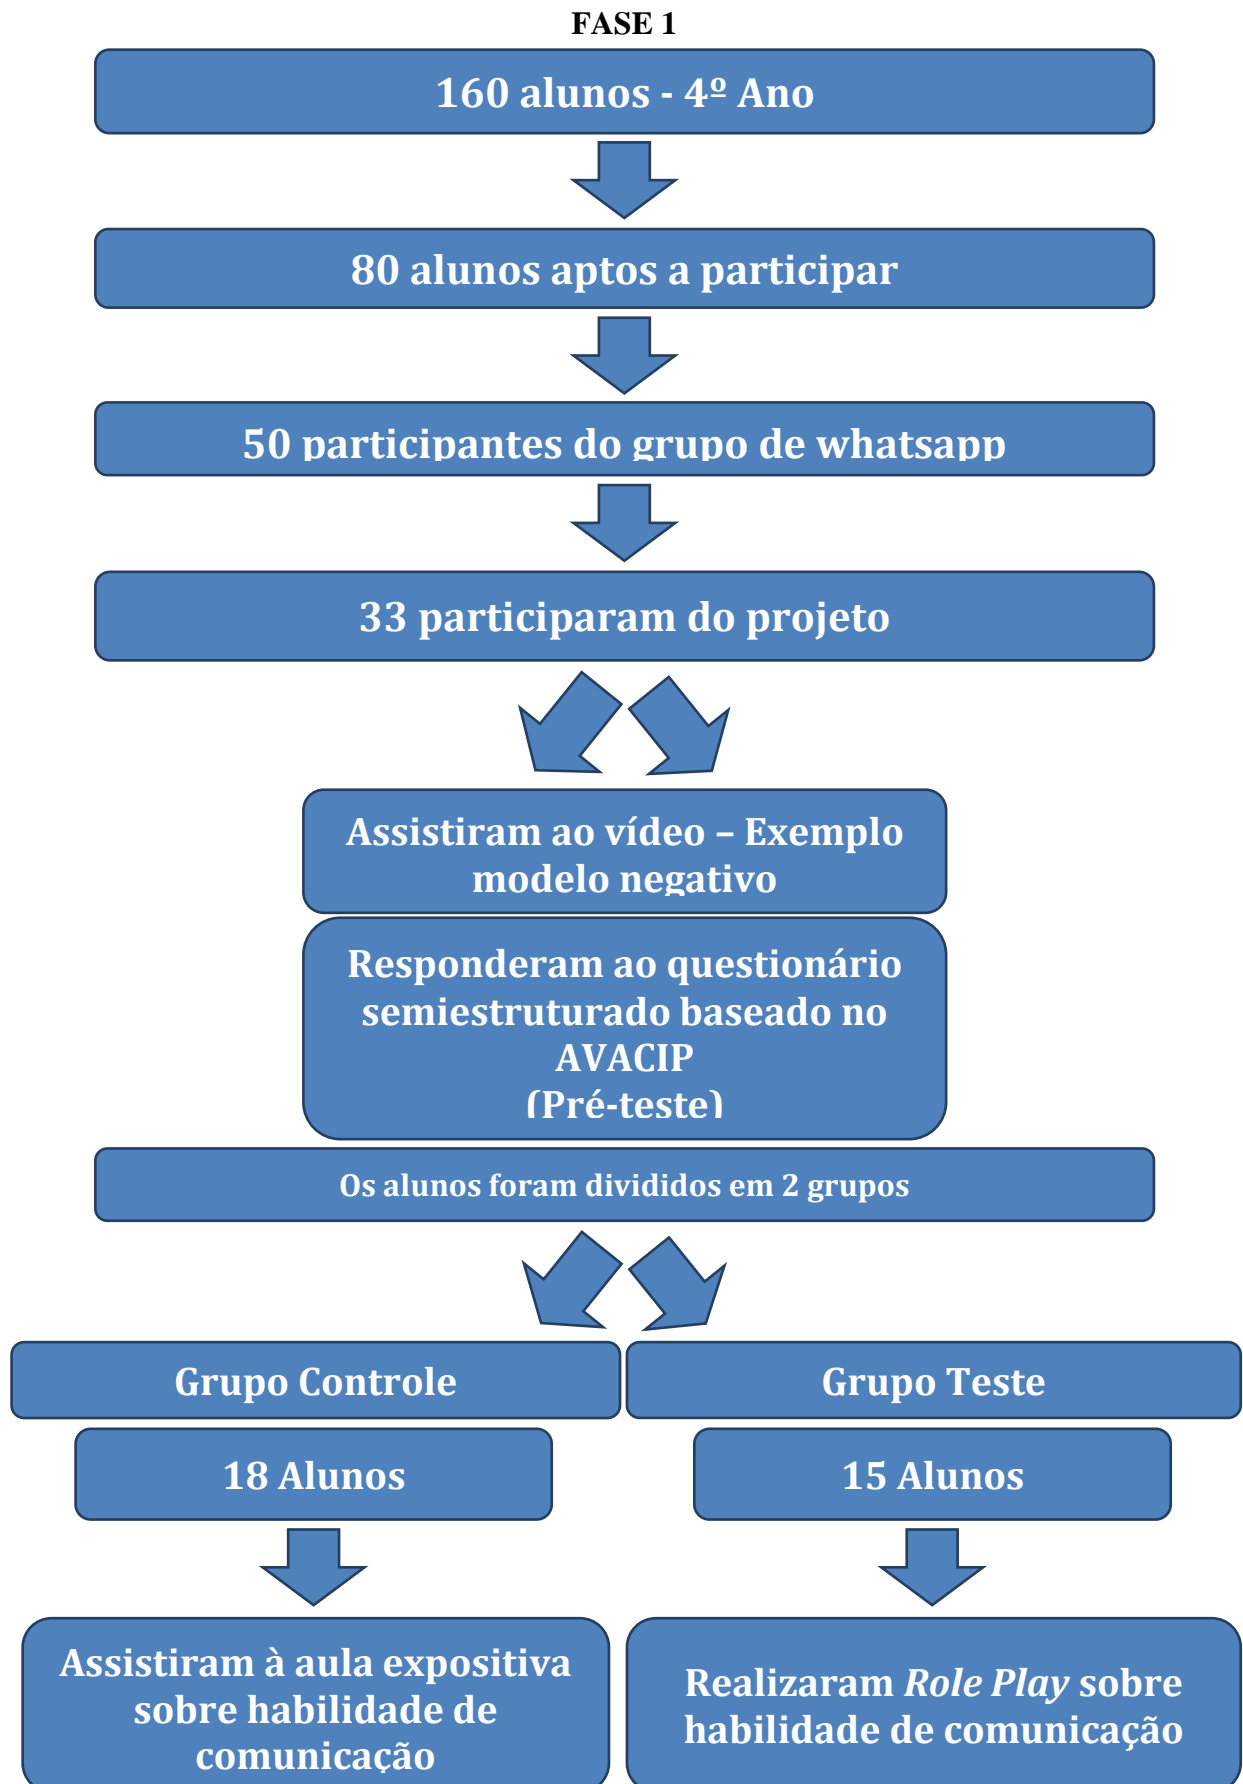 FASE 1
160 alunos - 4º Ano
80 alunos aptos a participar
50 participantes do grupo de whatsapp
33 participaram do projeto
Assistiram ao vídeo – Exemplo
modelo negativo
Responderam ao questionário
semiestruturado baseado no
AVACIP
(Pré-teste)
Os alunos foram divididos em 2 grupos
Grupo Controle
Grupo Teste
18 Alunos
15 Alunos
Assistiram à aula expositiva
sobre habilidade de
comunicação
Realizaram Role Play sobre
habilidade de comunicação